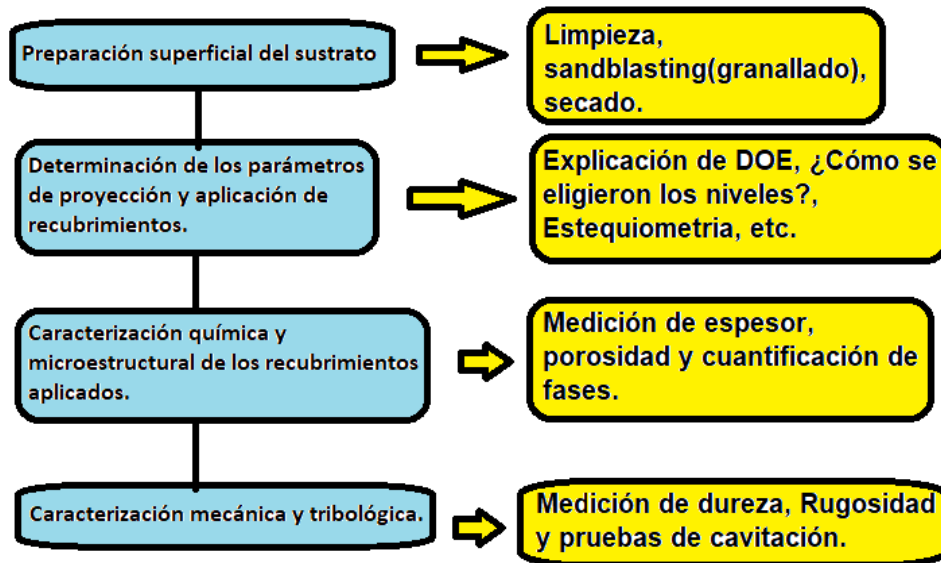 Preparación superficial del sustrato
Limpieza,
sandblasting(granallado),
secado.
Determinación de los parámetros
de proyección y aplicación de
recubrimientos.
Explicación de DOE, ¿Cómo se
eligieron los niveles?,
Estequiometria, etc.
Caracterización química y
microestructural de los recubrimientos
aplicados.
Medición de espesor,
porosidad y cuantificación de
fases.
Caracterización mecánica y tribológica.
Medición de dureza, Rugosidad
y pruebas de cavitación.